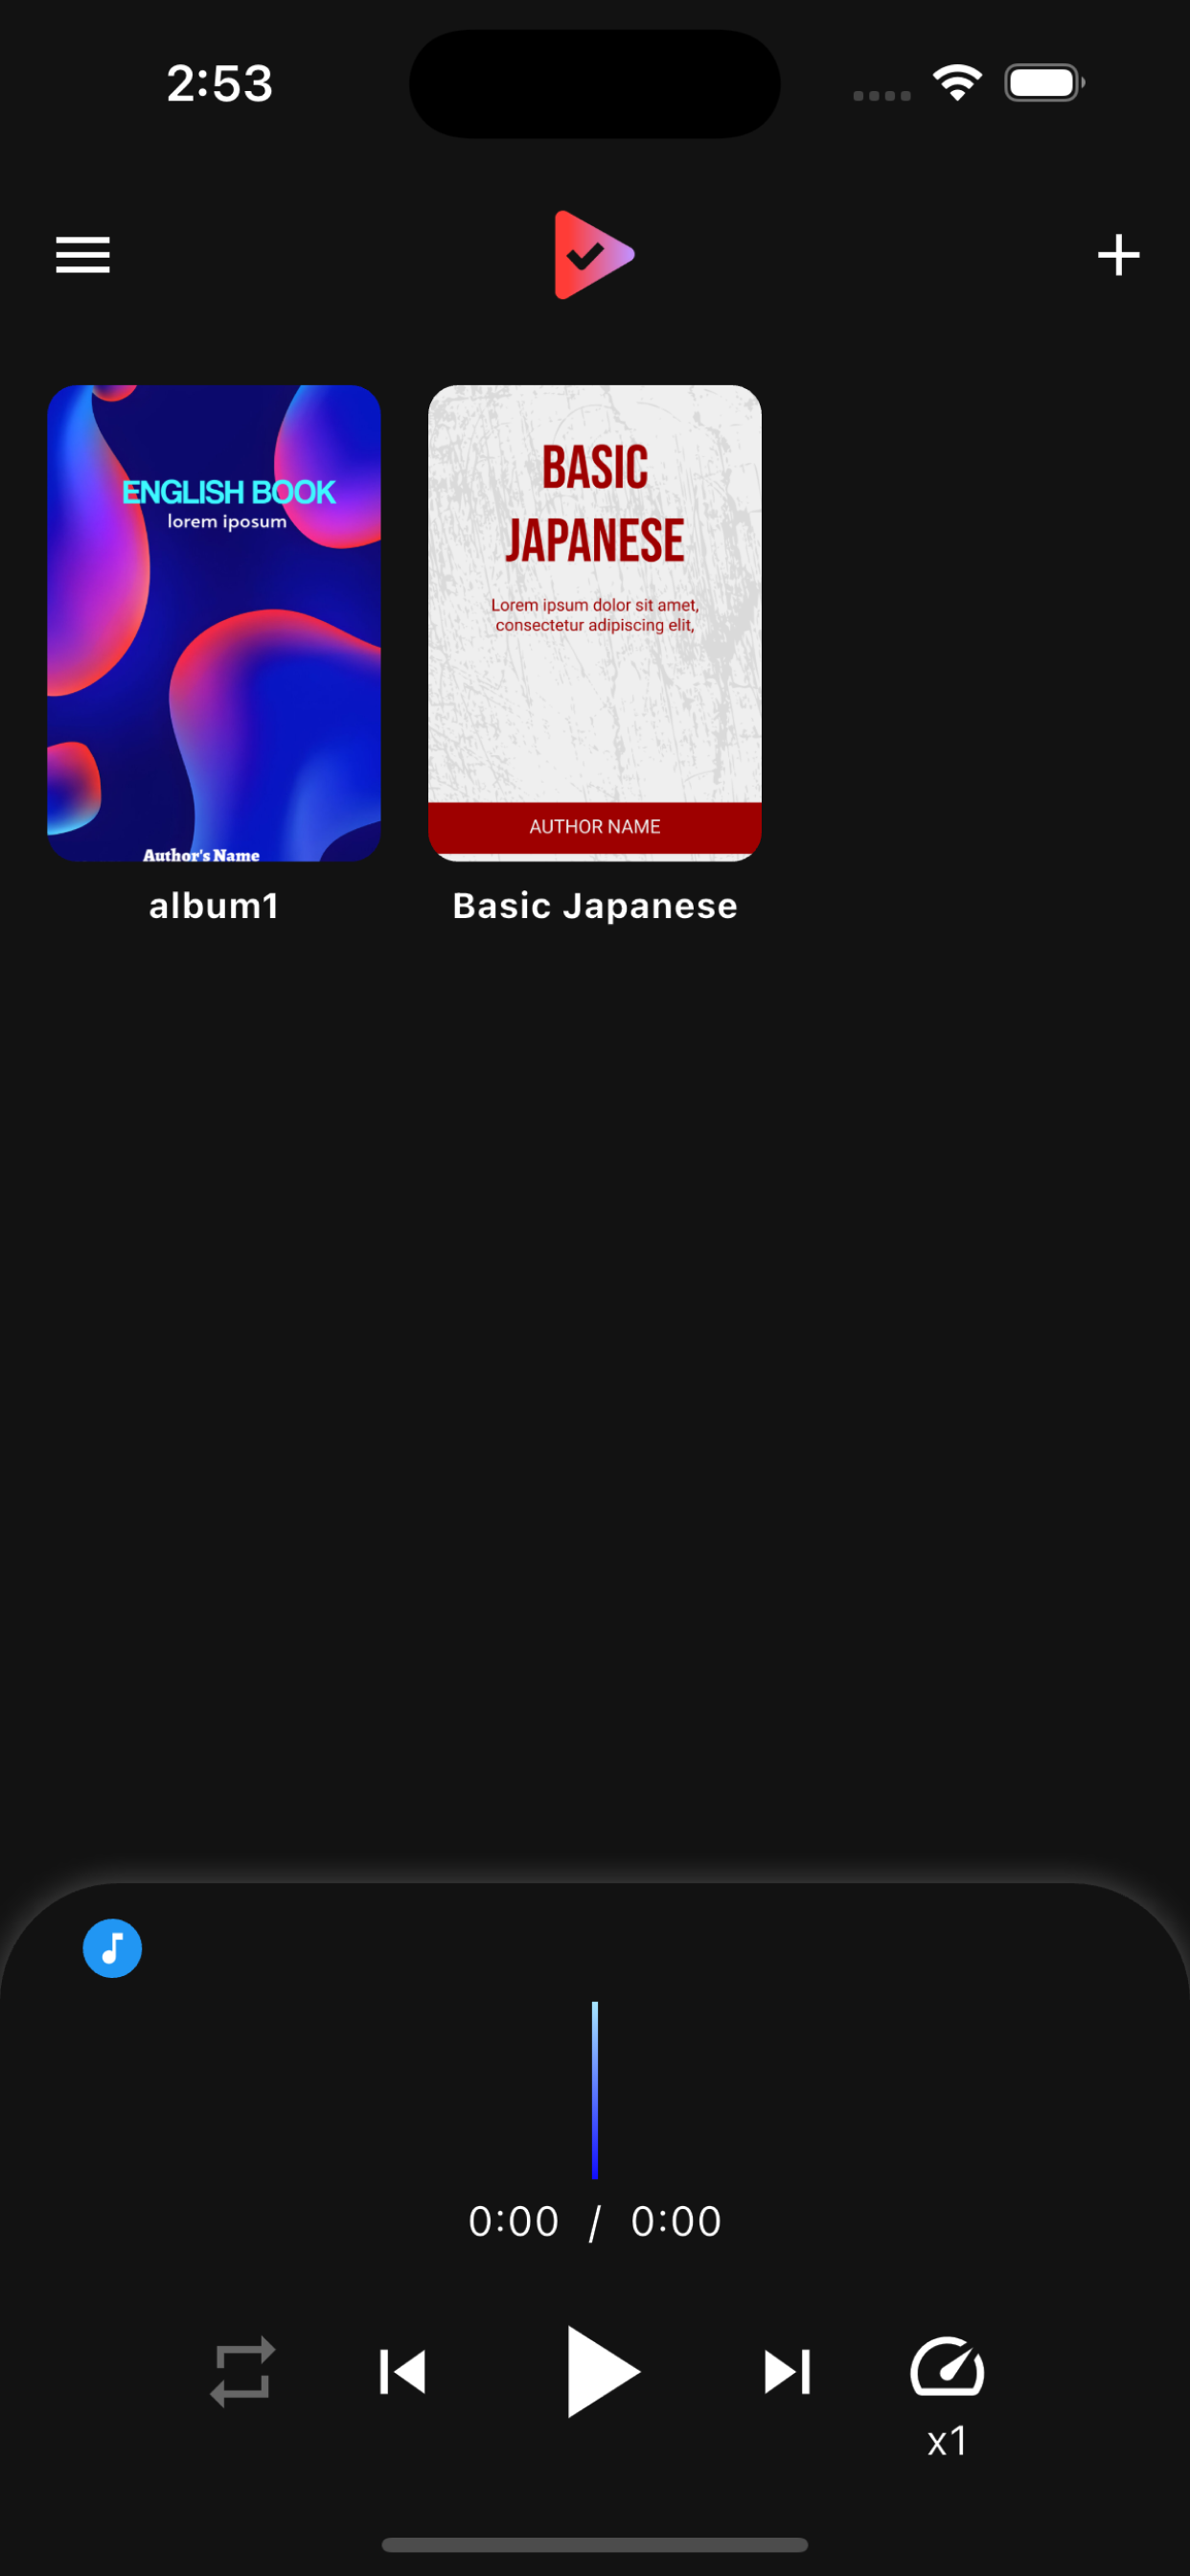 2:53
ENGLISH BOOK
lorem iposum
Author's Name
album1
BASIC
JAPANESE
Lorem ipsum dolor sit amet,
consectetur adipiscing elit,
AUTHOR NAME
Basic Japanese
0:00 / 0:00
x1